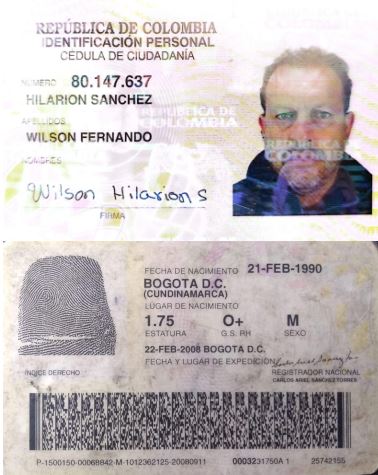 REPÚBLICA DE COLOMBIA
IDENTIFICACIÓN PERSONAL
CÉDULA DE CIUDADANÍA
NUMERO 80.147.637
HILARION SANCHEZ
APELLIDOS
WILSON FERNANDO
NOMBRES
Wilson Hilarion S
FIRMA
REPÚBLICA DE
COLOMBIA
REPÚBLICA DE
COLOMBIA
FECHA DE NACIMIENTO 21-FEB-1990
BOGOTA D.C.
(CUNDINAMARCA)
LUGAR DE NACIMIENTO
1.75 O+ M
ESTATURA G.S. RH SEXO
22-FEB-2008 BOGOTA D.C.
FECHA Y LUGAR DE EXPEDICION
INDICE DERECHO
REGISTRADOR NACIONAL
CARLOS ARIEL SANCHEZ TORRES
P-1500150-00068842-M-1012362125-20080911 0003231750A 1 25742155